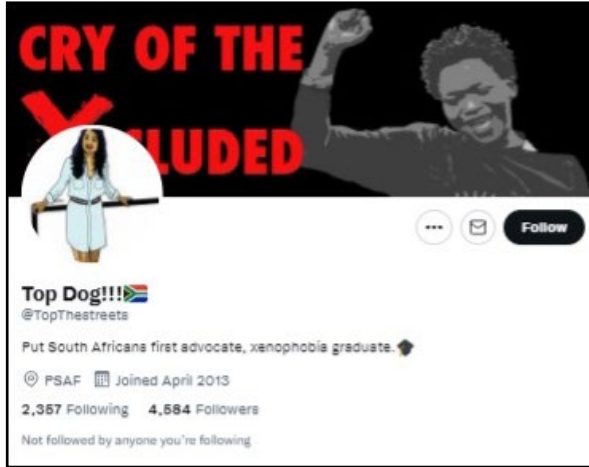 CRY OF THE
XCLUDED
Follow
Top Dog!!!🇿🇦
@TopThestreets
Put South Africans first advocate, xenophobia graduate.🎓
PSAF Joined April 2013
2,357 Following 4,584 Followers
Not followed by anyone you're following